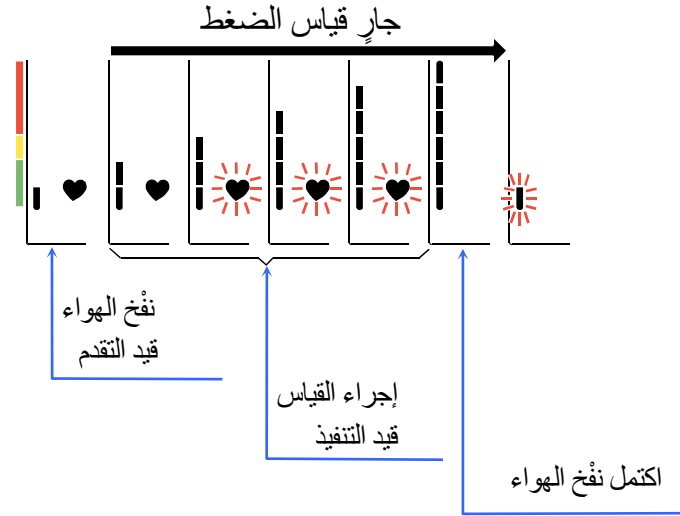 جارٍ قياس الضغط
نفْخ الهواء
قيد التقدم
إجراء القياس
قيد التنفيذ
اكتمل نفْخ الهواء